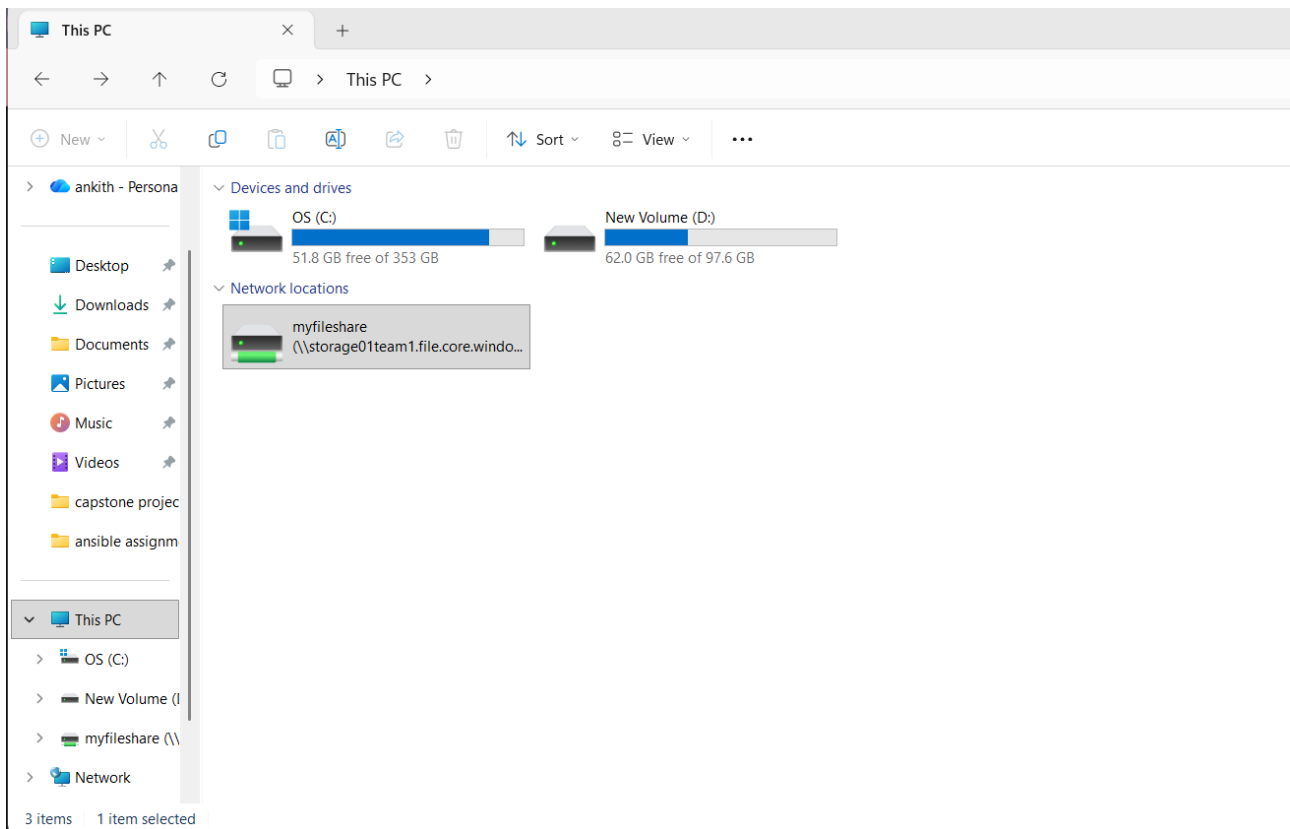 This PC
This PC
New
Sort
View
ankith - Persona
Desktop
Downloads
Documents
Pictures
Music
Videos
capstone projec
ansible assignm
This PC
OS (C:)
New Volume (
myfileshare (\\
Network
Devices and drives
OS (C:)
51.8 GB free of 353 GB
New Volume (D:)
62.0 GB free of 97.6 GB
Network locations
myfileshare
(\\storage01team1.file.core.windo...
3 items 1 item selected